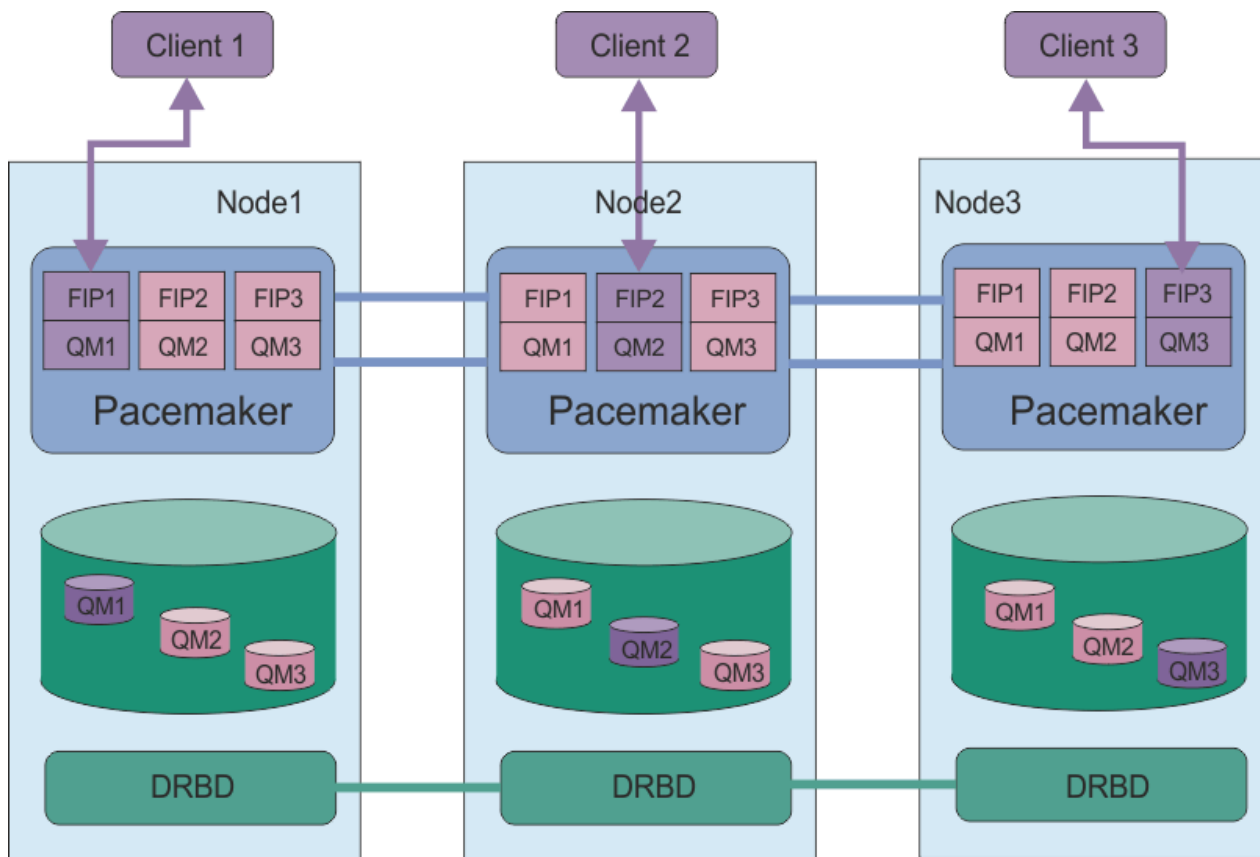 Client 1
Client 2
Client 3
Node1
Node2
Node3
FIP1 FIP2 FIP3
QM1 QM2 QM3
Pacemaker
FIP1 FIP2 FIP3
QM1 QM2 QM3
Pacemaker
FIP1 FIP2 FIP3
QM1 QM2 QM3
Pacemaker
QM1
QM2
QM3
QM1
QM2
QM3
QM1
QM2
QM3
DRBD
DRBD
DRBD